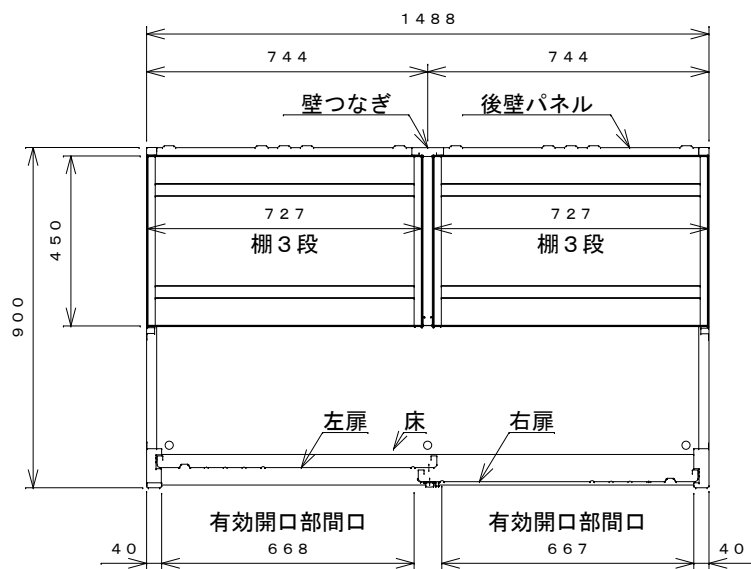 1488
744 744
壁つなぎ 後壁パネル
727 727
棚3段 棚3段
450
900
左扉 床 右扉
有効開口部間口 有効開口部間口
40 668 667 40